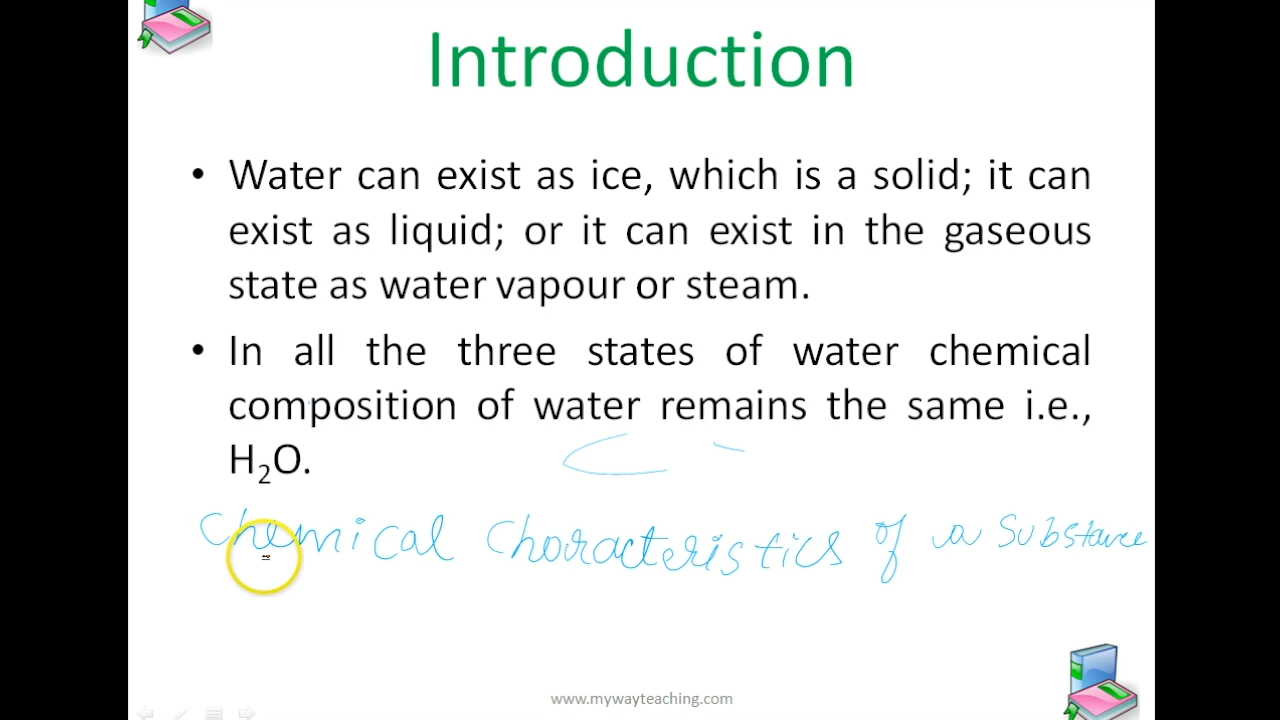 Introduction
• Water can exist as ice, which is a solid; it can
exist as liquid; or it can exist in the gaseous
state as water vapour or steam.
• In all the three states of water chemical
composition of water remains the same i.e.,
H₂O.
Chemical Characteristics of a Substance
www.mywayteaching.com